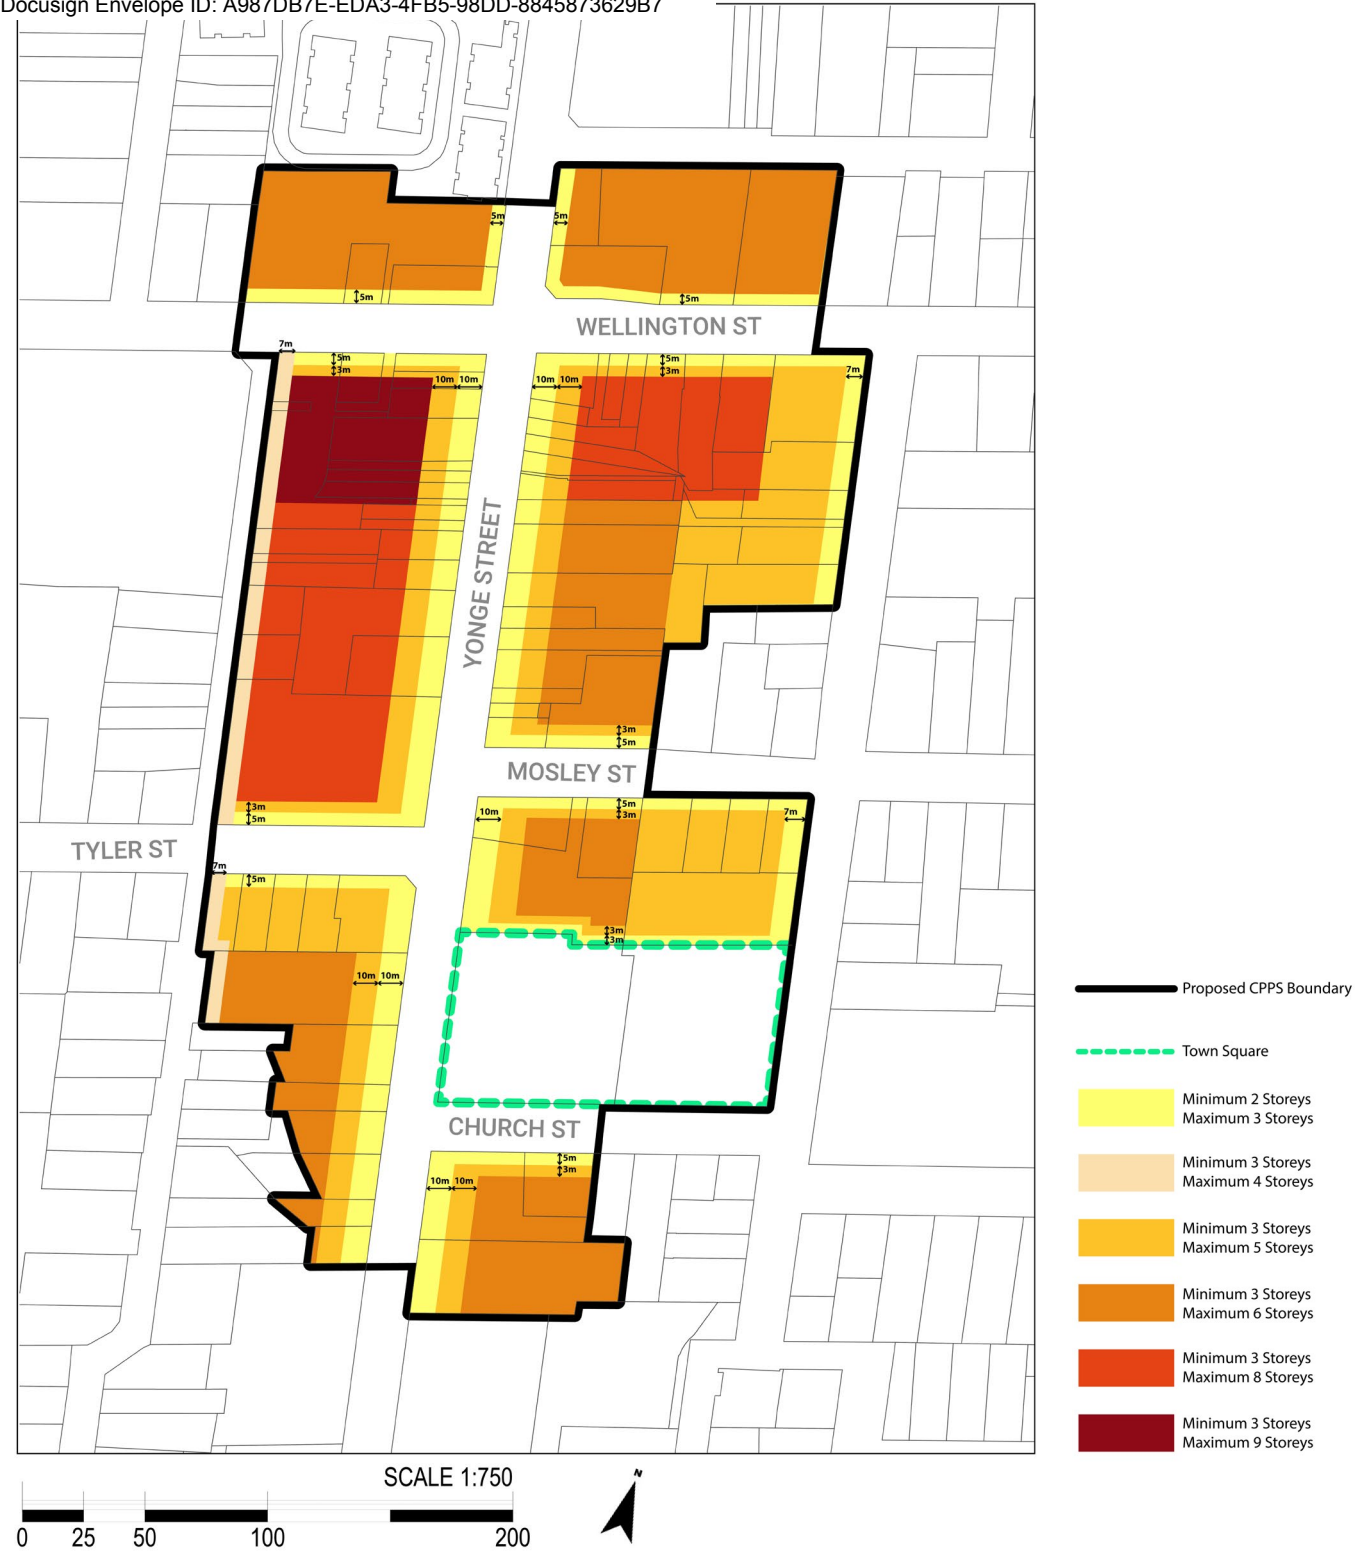 Docusign Envelope ID: A987DB7E-EDA3-4FB5-98DD-8845873629B7
5m
5m
5m
5m
WELLINGTON ST
7m
5m
3m
10m
10m
10m
10m
5m
3m
7m
YONGE STREET
3m
5m
MOSLEY ST
3m
5m
TYLER ST
7m
5m
10m
5m
3m
7m
3m
3m
10m
10m
CHURCH ST
5m
3m
10m
10m
Proposed CPPS Boundary
Town Square
Minimum 2 Storeys
Maximum 3 Storeys
Minimum 3 Storeys
Maximum 4 Storeys
Minimum 3 Storeys
Maximum 5 Storeys
Minimum 3 Storeys
Maximum 6 Storeys
Minimum 3 Storeys
Maximum 8 Storeys
Minimum 3 Storeys
Maximum 9 Storeys
SCALE 1:750
0 25 50 100 200
N